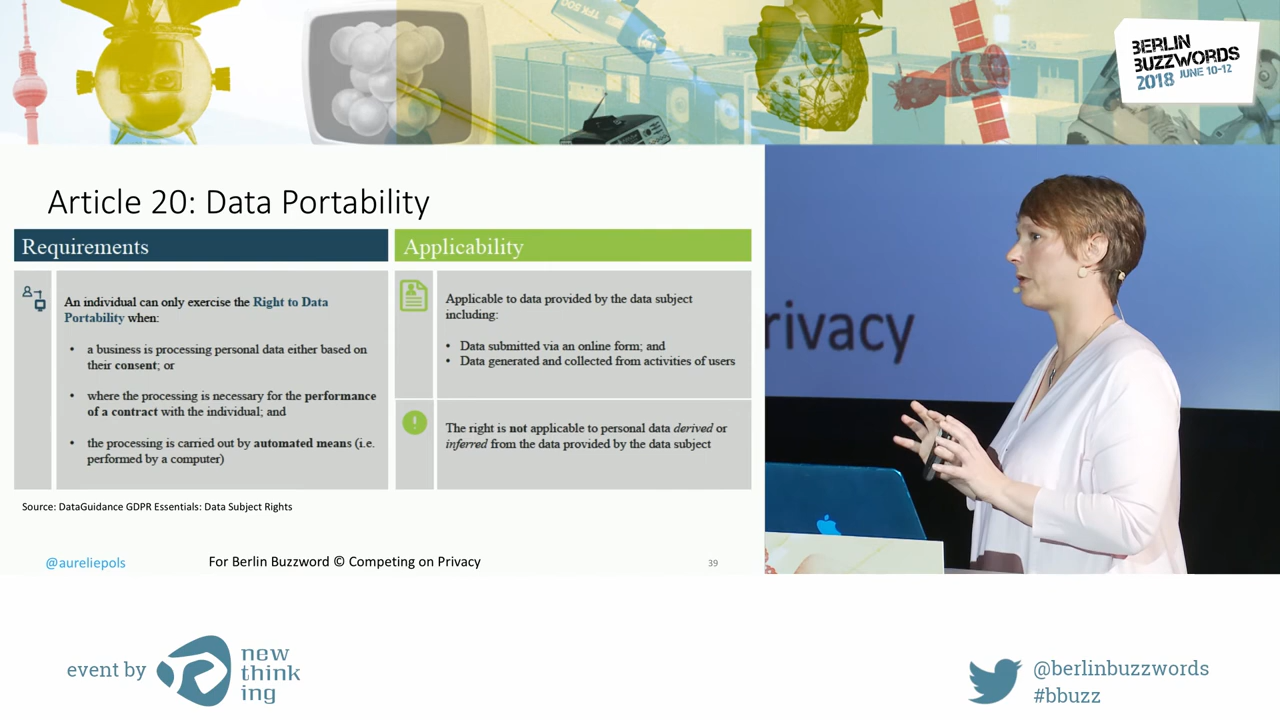 TPX 500
BERLIN
BUZZWORDS
2018 JUNE 10-12
Article 20: Data Portability
Requirements
An individual can only exercise the Right to Data
Portability when:
• a business is processing personal data either based on
their consent; or
• where the processing is necessary for the performance
of a contract with the individual; and
• the processing is carried out by automated means (i.e.
performed by a computer)
Applicability
Applicable to data provided by the data subject
including:
• Data submitted via an online form; and
• Data generated and collected from activities of users
The right is not applicable to personal data derived or
inferred from the data provided by the data subject
Source: DataGuidance GDPR Essentials: Data Subject Rights
@aureliepols
For Berlin Buzzword © Competing on Privacy
39
rivacy
event by
new
think
ing
@berlinbuzzwords
#bbuzz